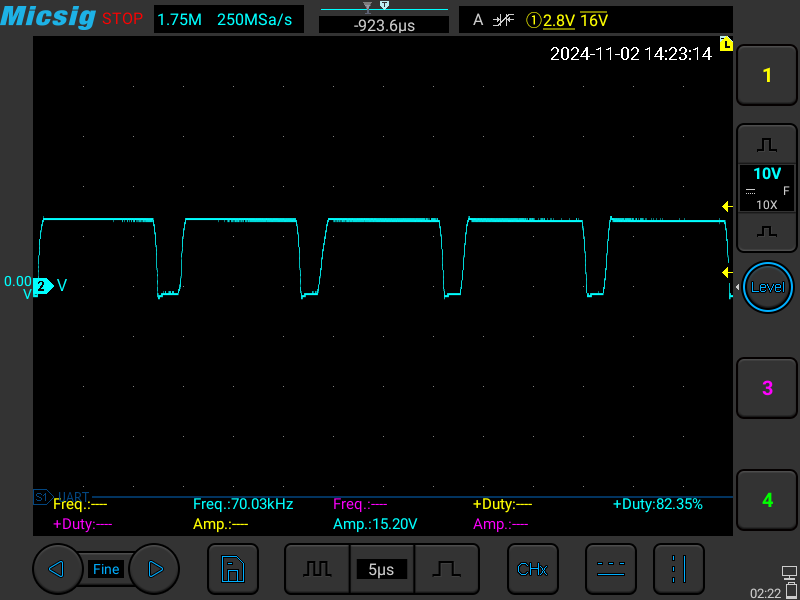 Micsig STOP 1.75M 250MSa/s -923.6µs A ①2.8V 16V
T
L
2024-11-02 14:23:14
1
10V
F
10X
0.00
V
2 V
Level
3
S1 UART
Freq.:---- Freq.:70.03kHz Freq.:---- +Duty:---- +Duty:82.35%
+Duty:---- Amp.:---- Amp.:15.20V Amp.:----
4
Fine 5µs CHx
02:22